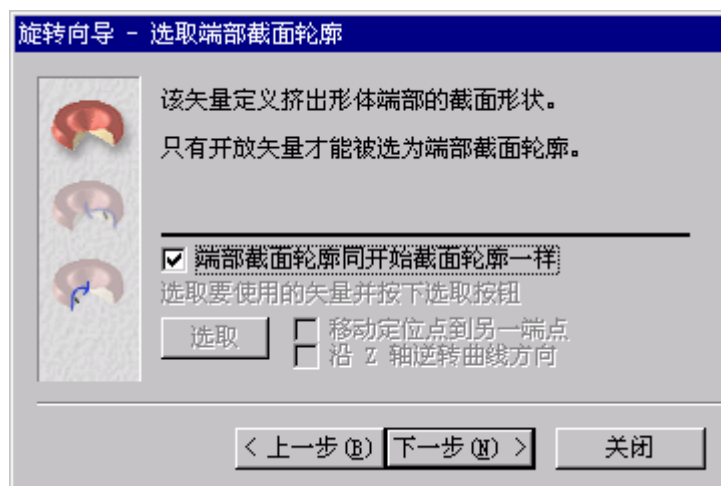 旋转向导 - 选取端部截面轮廓
该矢量定义挤出形体端部的截面形状。
只有开放矢量才能被选为端部截面轮廓。
端部截面轮廓同开始截面轮廓一样
选取要使用的矢量并按下选取按钮
选取
移动定位点到另一端点
沿 Z 轴逆转曲线方向
< 上一步(B)
下一步(N) >
关闭